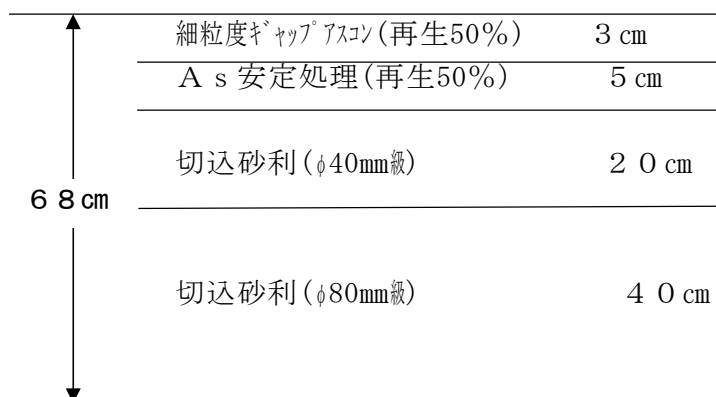 細粒度ｷﾞｬｯﾌﾟｱｽｺﾝ(再生50％) 3㎝
Ａｓ安定処理(再生50％) 5㎝
切込砂利(φ40㎜級) ２０㎝
６８㎝
切込砂利(φ80㎜級) ４０㎝